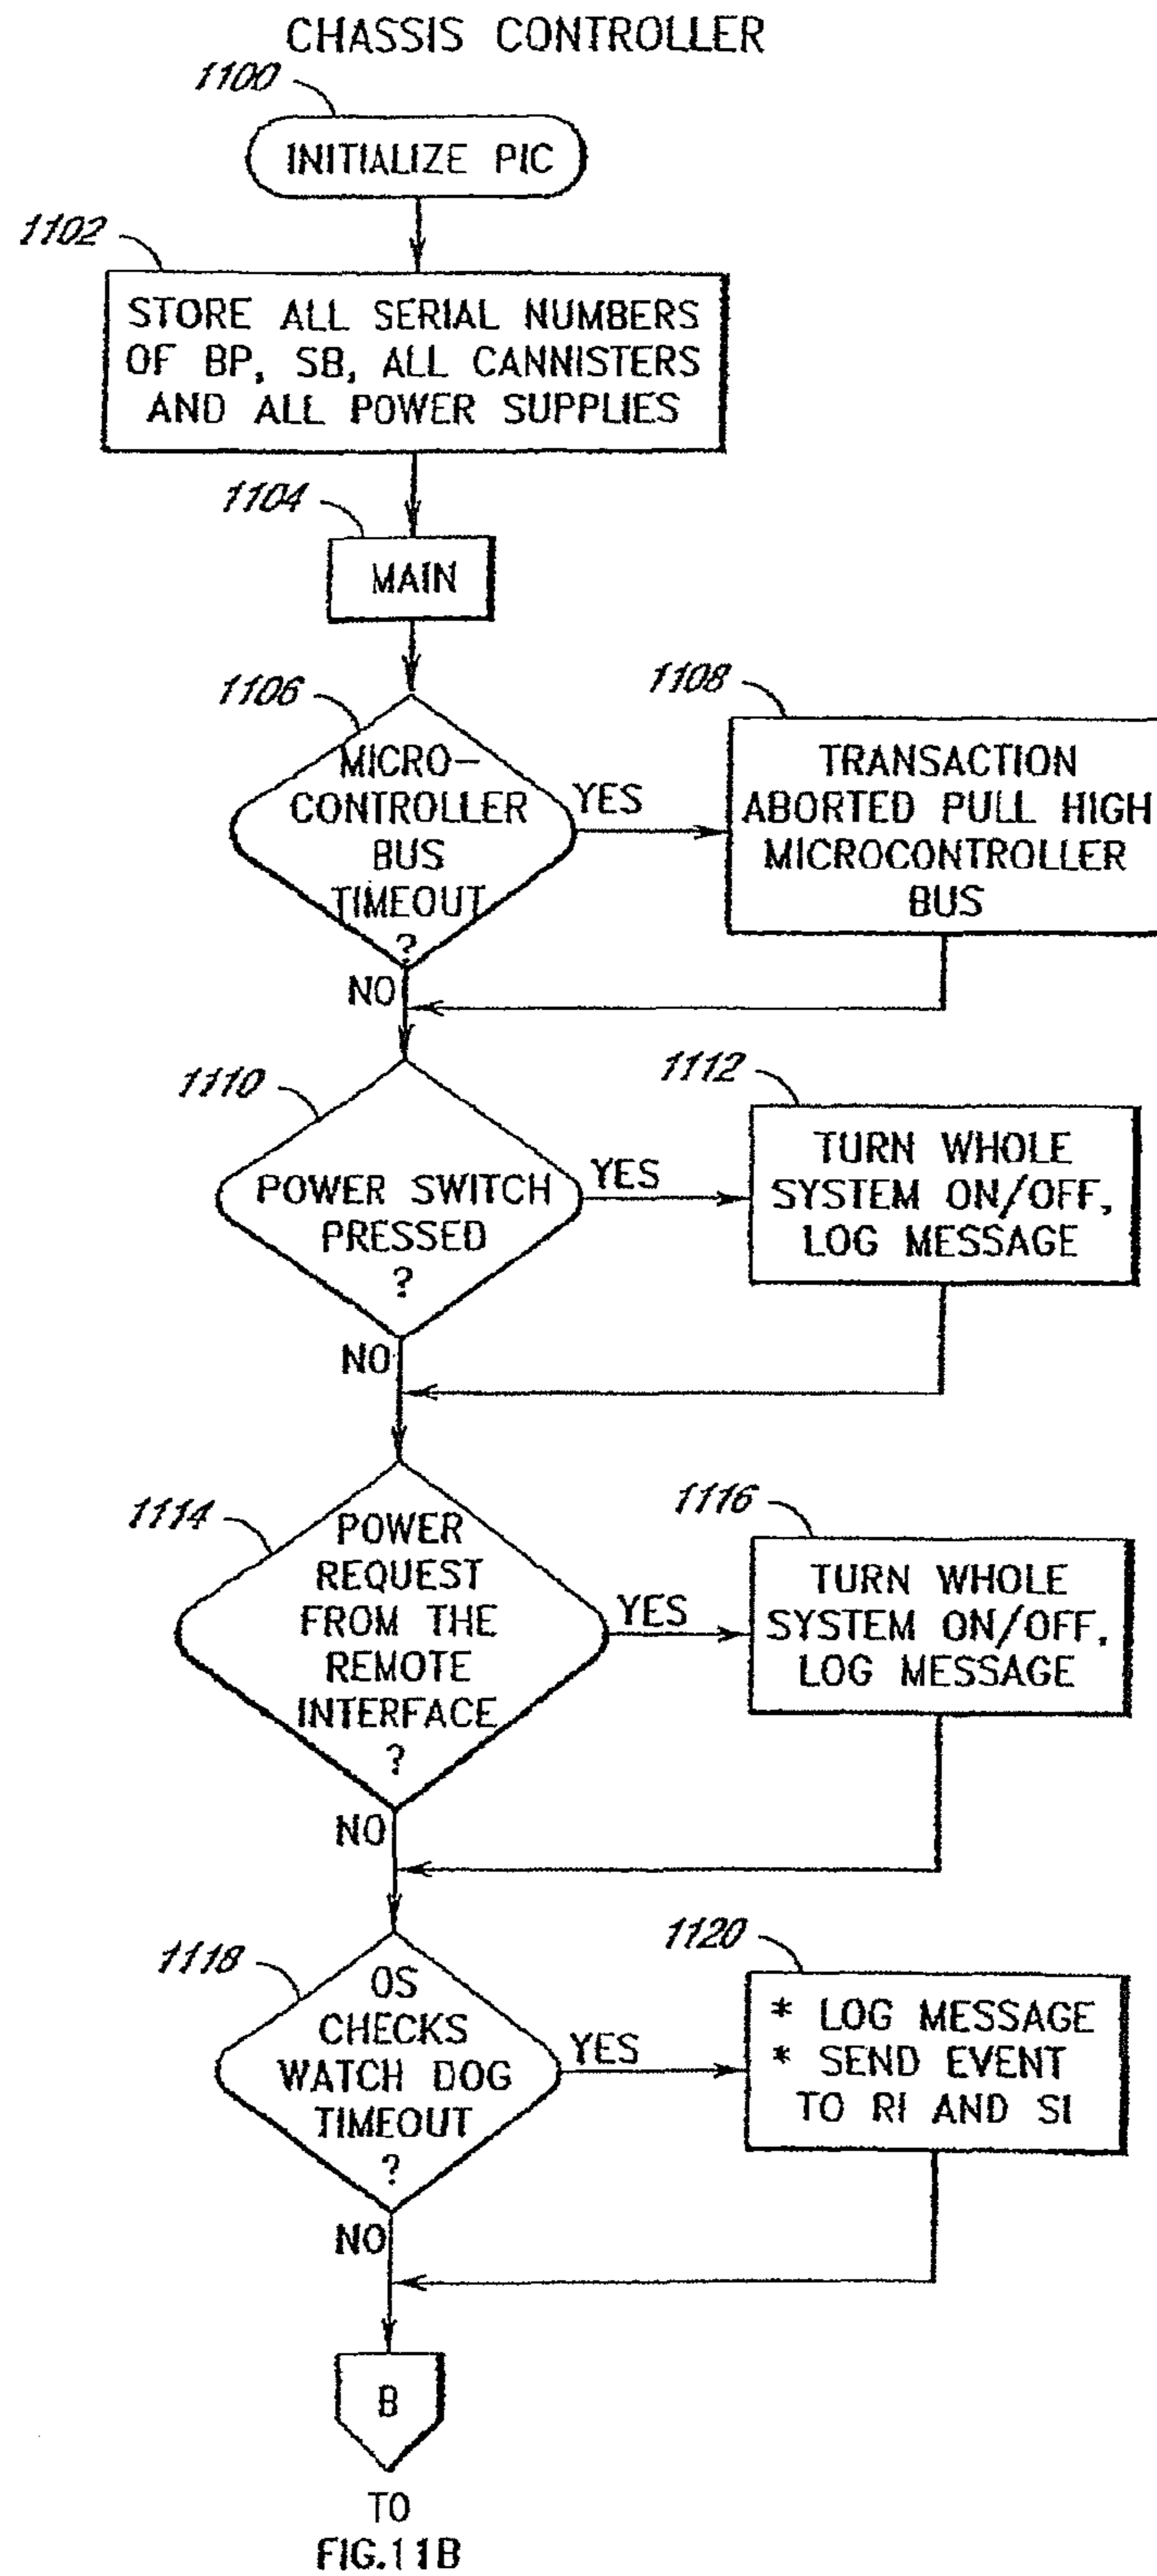 CHASSIS CONTROLLER
1100
INITIALIZE PIC
1102
STORE ALL SERIAL NUMBERS
OF BP, SB, ALL CANNISTERS
AND ALL POWER SUPPLIES
1104
MAIN
1106
MICRO-
CONTROLLER
BUS
TIMEOUT
?
YES
NO
1108
TRANSACTION
ABORTED PULL HIGH
MICROCONTROLLER
BUS
1110
POWER SWITCH
PRESSED
?
YES
NO
1112
TURN WHOLE
SYSTEM ON/OFF,
LOG MESSAGE
1114
POWER
REQUEST
FROM THE
REMOTE
INTERFACE
?
YES
NO
1116
TURN WHOLE
SYSTEM ON/OFF,
LOG MESSAGE
1118
OS
CHECKS
WATCH DOG
TIMEOUT
?
YES
NO
1120
* LOG MESSAGE
* SEND EVENT
TO RI AND SI
B
TO
FIG.11B